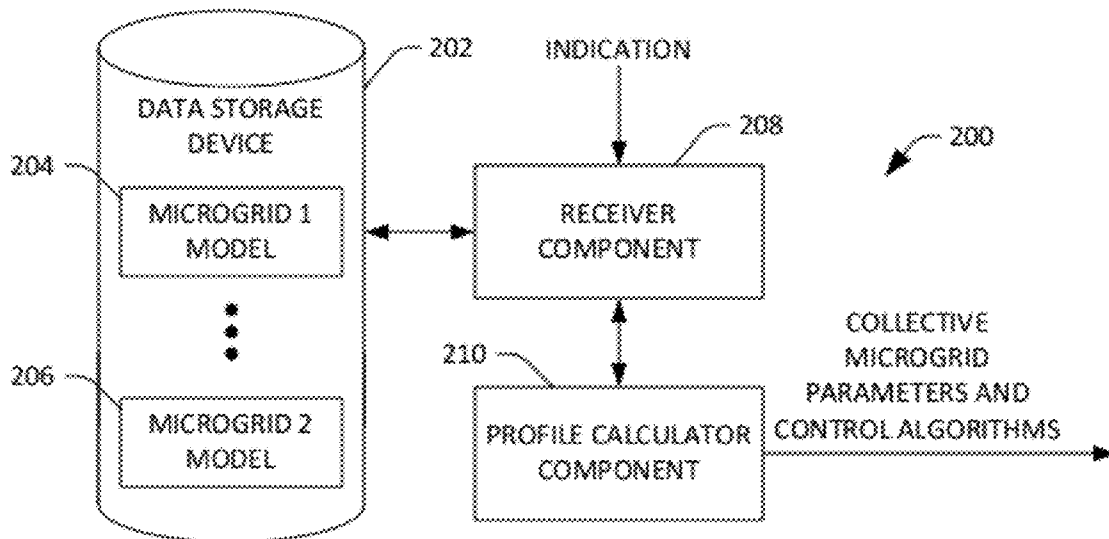 202
INDICATION
DATA STORAGE
DEVICE
208
200
204
MICROGRID 1
MODEL
RECEIVER
COMPONENT
COLLECTIVE
MICROGRID
PARAMETERS AND
CONTROL ALGORITHMS
210
206
MICROGRID 2
MODEL
PROFILE CALCULATOR
COMPONENT